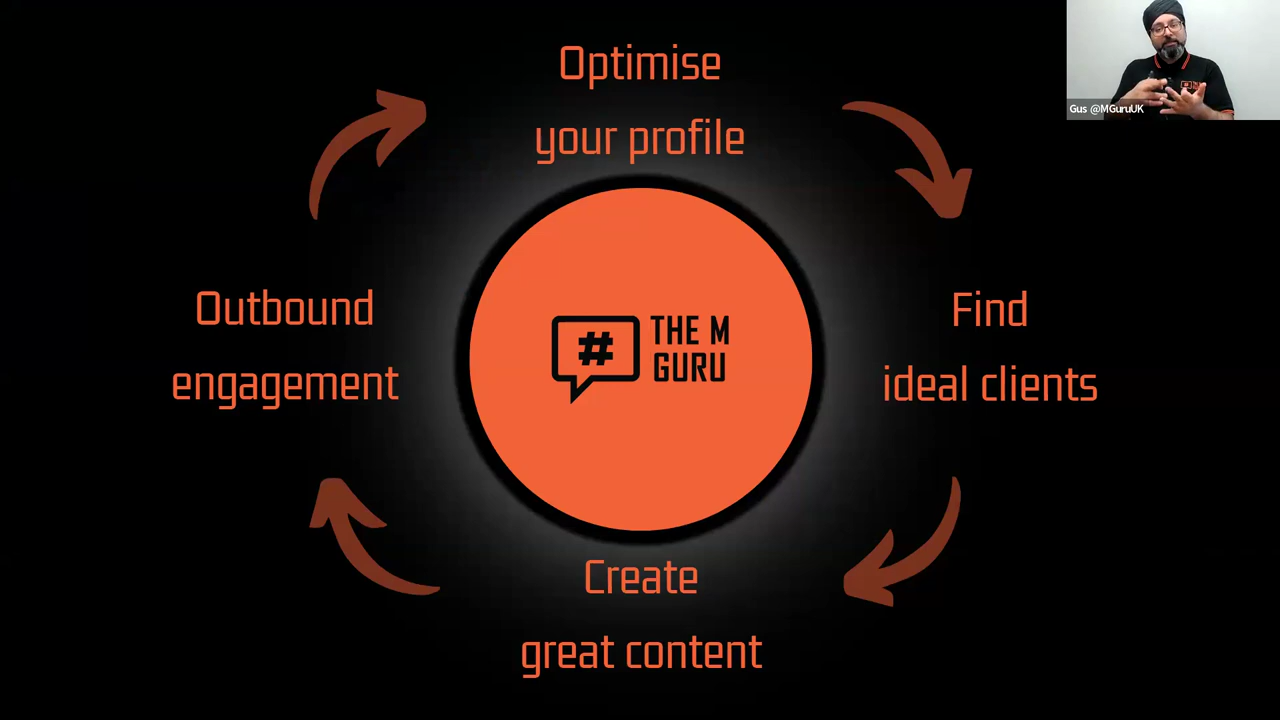 Optimise
your profile
Gus @MGuruUK
Outbound
engagement
#
THE M
GURU
Find
ideal clients
Create
great content